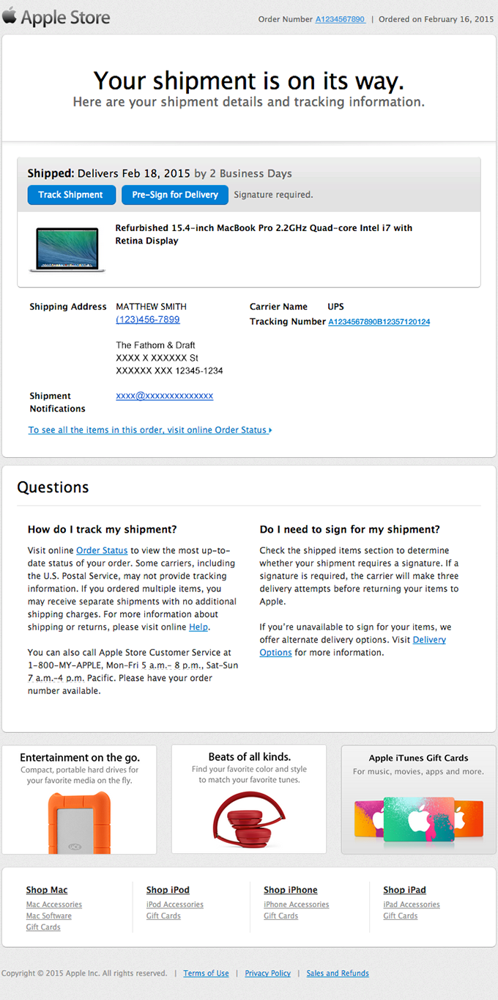 Apple Store
Order Number A1234567890 | Ordered on February 16, 2015
Your shipment is on its way.
Here are your shipment details and tracking information.
Shipped: Delivers Feb 18, 2015 by 2 Business Days
Track Shipment
Pre-Sign for Delivery
Signature required.
Refurbished 15.4-inch MacBook Pro 2.2GHz Quad-core Intel i7 with
Retina Display
Shipping Address
MATTHEW SMITH
(123)456-7899
The Fathom & Draft
XXXX X XXXXXX St
XXXXXX XXX 12345-1234
Carrier Name UPS
Tracking Number A1234567890B12357120124
Shipment
Notifications
xxxx@xxxxxxxxxxxxxx
To see all the items in this order, visit online Order Status
Questions
How do I track my shipment?
Visit online Order Status to view the most up-to-
date status of your order. Some carriers, including
the U.S. Postal Service, may not provide tracking
information. If you ordered multiple items, you
may receive separate shipments with no additional
shipping charges. For more information about
shipping or returns, please visit online Help.
You can also call Apple Store Customer Service at
1-800-MY-APPLE, Mon-Fri 5 a.m.- 8 p.m., Sat-Sun
7 a.m.-4 p.m. Pacific. Please have your order
number available.
Do I need to sign for my shipment?
Check the shipped items section to determine
whether your shipment requires a signature. If a
signature is required, the carrier will make three
delivery attempts before returning your items to
Apple.
If you're unavailable to sign for your items, we
offer alternate delivery options. Visit Delivery
Options for more information.
Entertainment on the go.
Compact, portable hard drives for
your favorite media on the fly.
Beats of all kinds.
Find your favorite color and style
to match your favorite tunes.
Apple iTunes Gift Cards
For music, movies, apps and more.
Shop Mac
Mac Accessories
Mac Software
Gift Cards
Shop iPod
iPod Accessories
Gift Cards
Shop iPhone
iPhone Accessories
Gift Cards
Shop iPad
iPad Accessories
Gift Cards
Copyright © 2015 Apple Inc. All rights reserved. | Terms of Use | Privacy Policy | Sales and Refunds